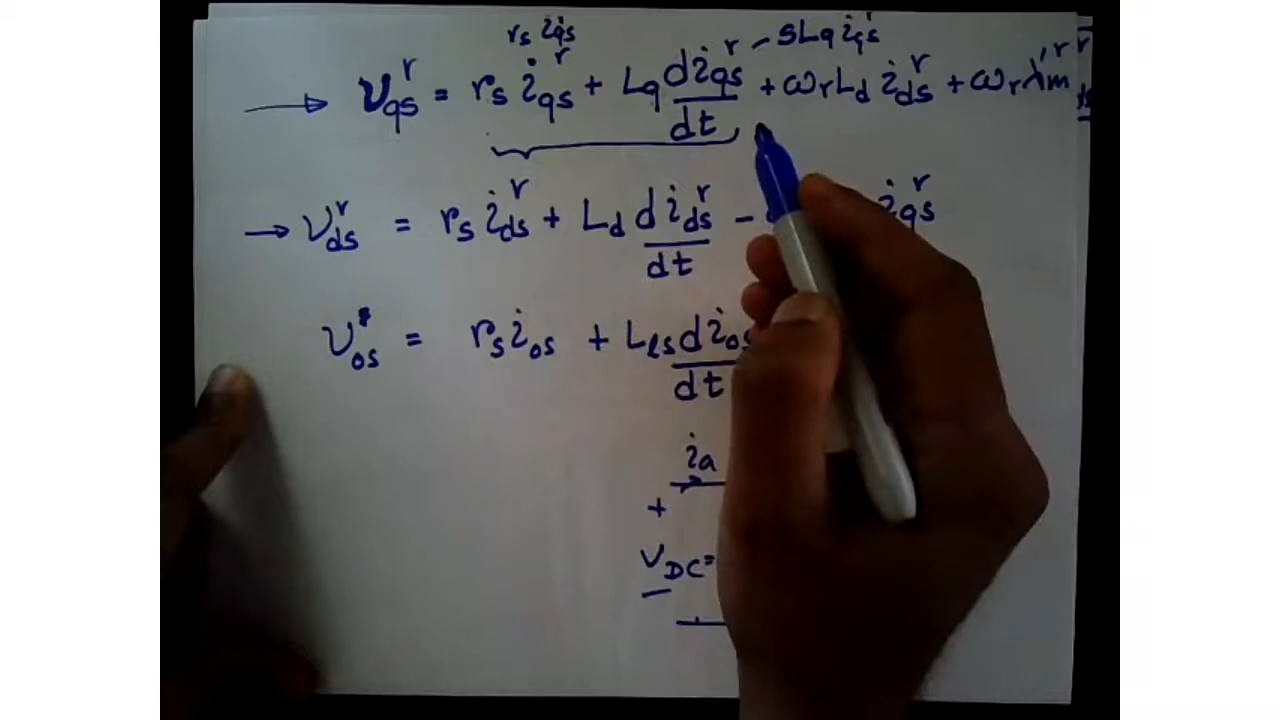 rs iqs r – sLq iqs r
vqs r = rs iqs r + Lq diqs r / dt + ωr Ld ids r + ωr λ'm r
vds r = rs ids r + Ld dids r / dt – iqs r
vos = rs ios + Lls dios / dt
ia
+
VDC =